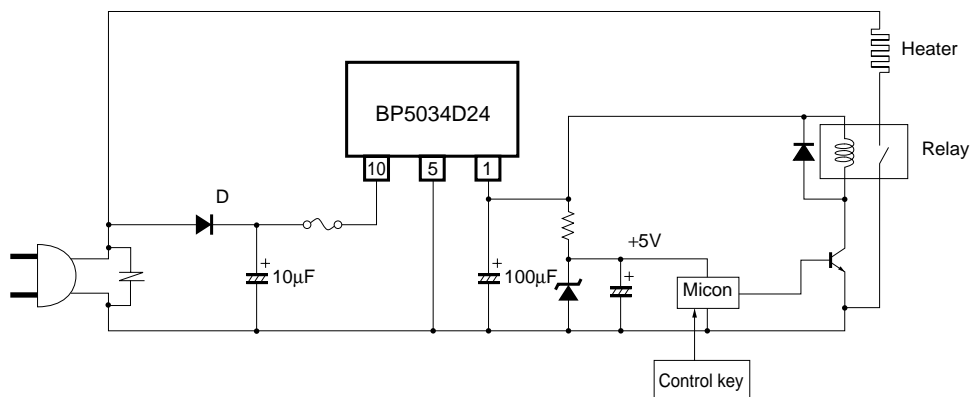 Heater
BP5034D24
Relay
10
5
1
D
+5V
+
10μF
+
100μF
+
Micon
Control key